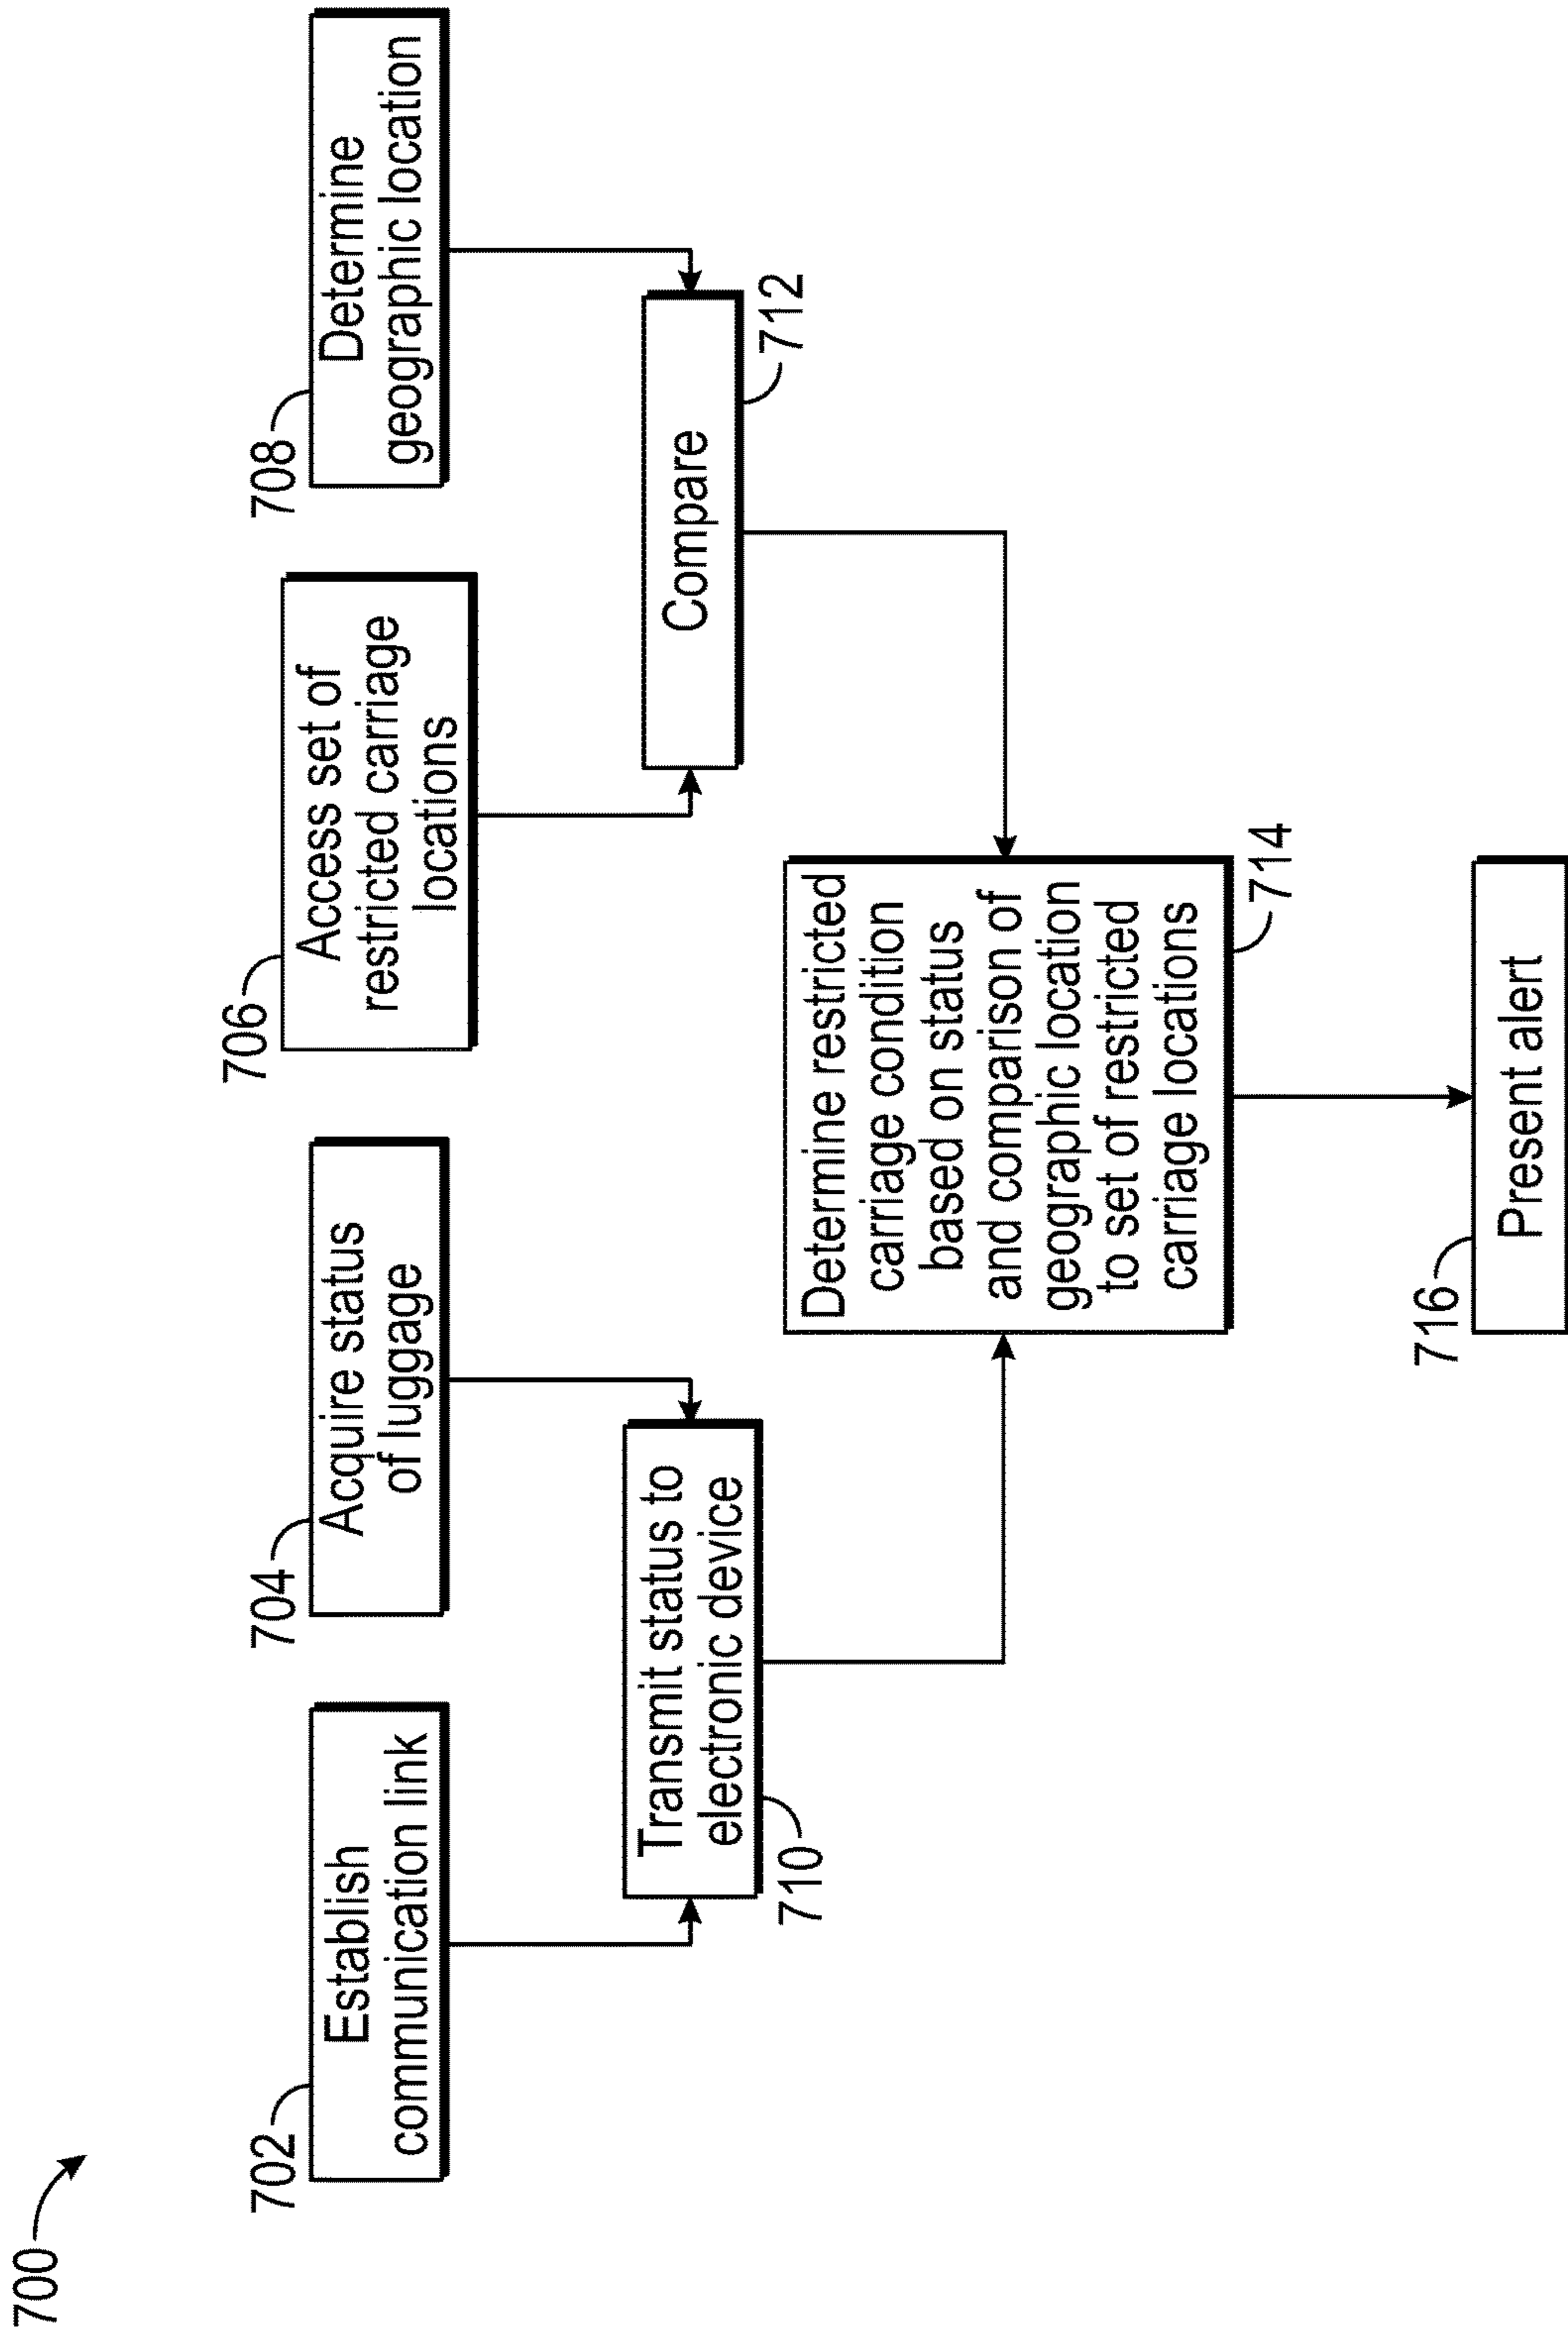 700
702
Establish
communication link
704
Acquire status
of luggage
706
Access set of
restricted carriage
locations
708
Determine
geographic location
Transmit status to
electronic device
710
Compare
712
Determine restricted
carriage condition
based on status
and comparison of
geographic location
to set of restricted
carriage locations
714
716
Present alert